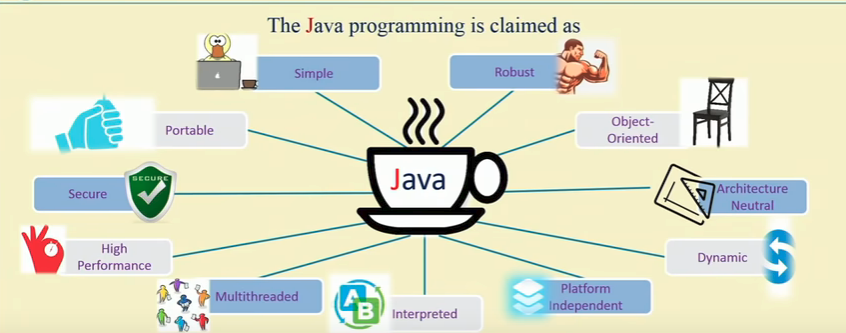 The Java programming is claimed as
Simple
Robust
Portable
Object-
Oriented
SECURE
Secure
Java
Architecture
Neutral
High
Performance
Dynamic
Multithreaded
A
B
Interpreted
Platform
Independent